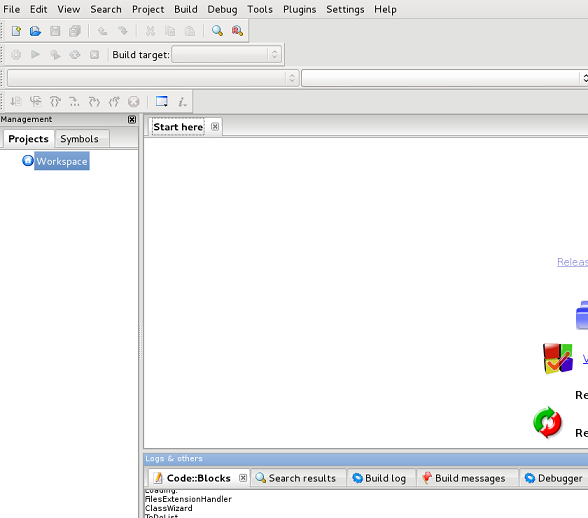 File Edit View Search Project Build Debug Tools Plugins Settings Help
Build target:
Management
Projects Symbols
Workspace
Start here
Releas
V
Re
Re
Logs & others
Code::Blocks Search results Build log Build messages Debugger
Loading:
FilesExtensionHandler
ClassWizard
ToDoList